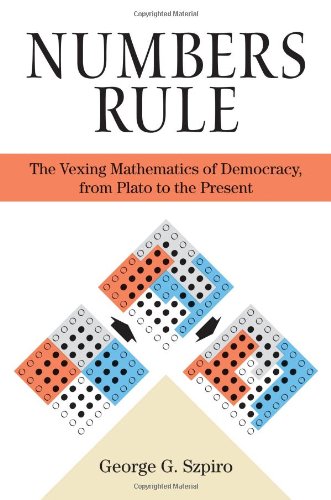 Copyrighted Material
NUMBERS
RULE
The Vexing Mathematics of Democracy,
from Plato to the Present
George G. Szpiro
Copyrighted Material